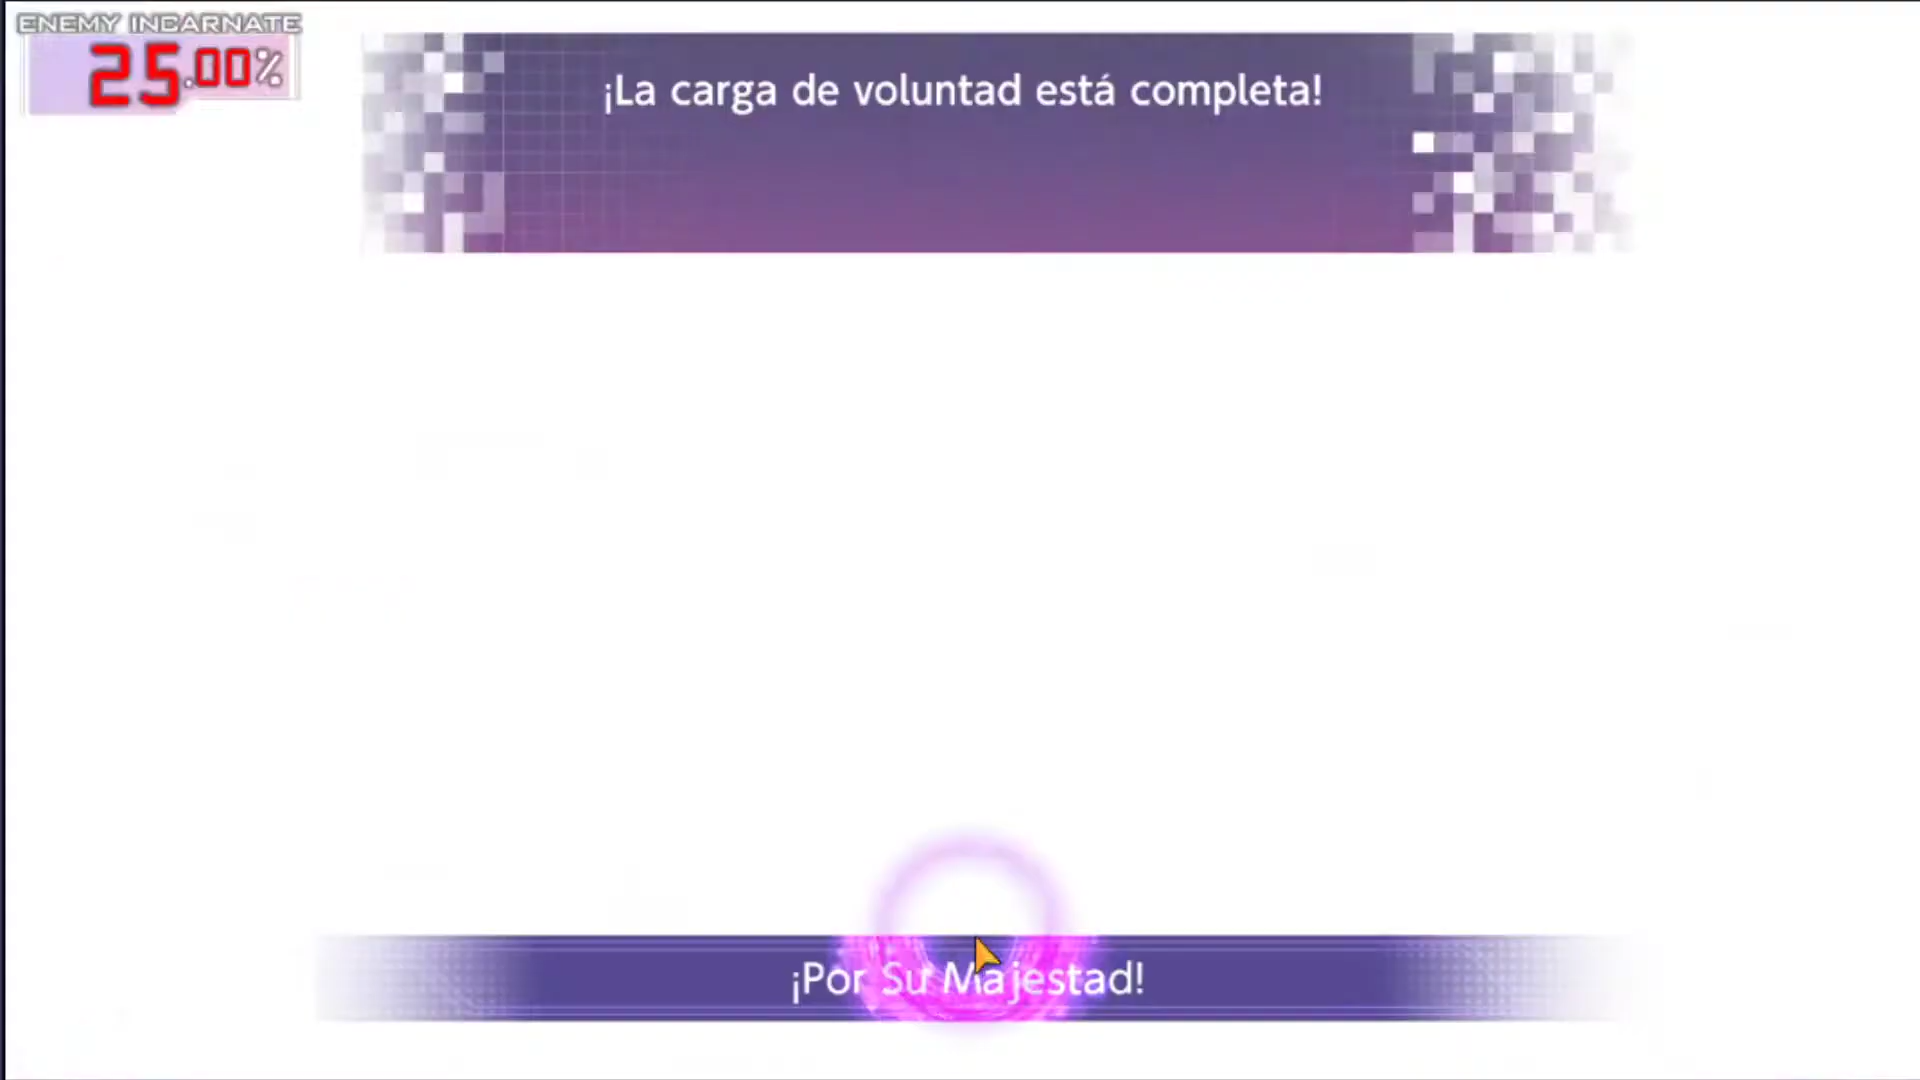 ENEMY INCARNATE
25.00%
¡La carga de voluntad está completa!
¡Por Su Majestad!